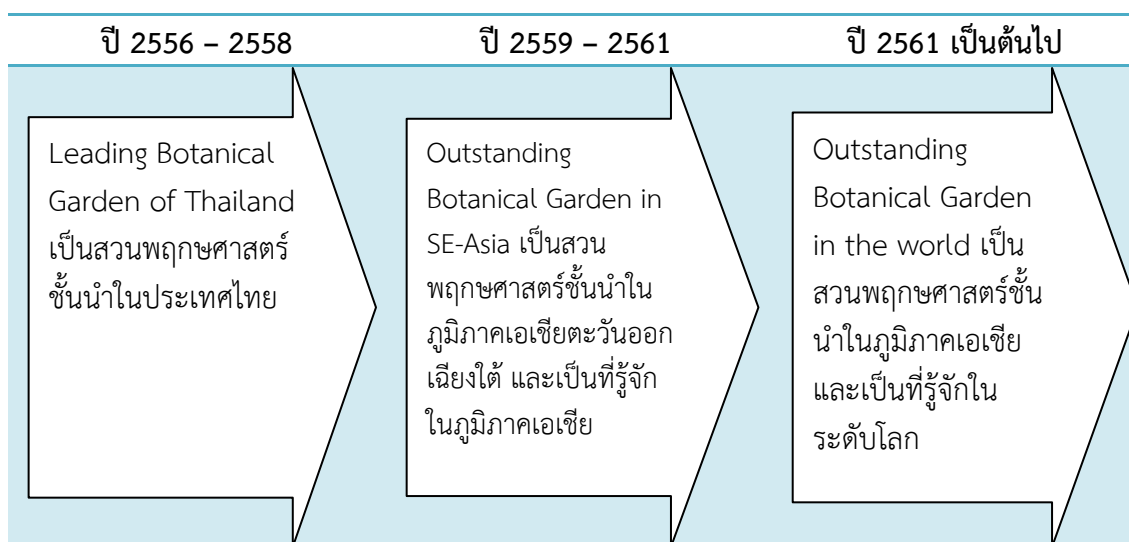 ปี 2556 – 2558
ปี 2559 – 2561
ปี 2561 เป็นต้นไป
Leading Botanical
Garden of Thailand
เป็นสวนพฤกษศาสตร์
ชั้นนำในประเทศไทย
Outstanding
Botanical Garden in
SE-Asia เป็นสวน
พฤกษศาสตร์ชั้นนำใน
ภูมิภาคเอเชียตะวันออก
เฉียงใต้ และเป็นที่รู้จัก
ในภูมิภาคเอเชีย
Outstanding
Botanical Garden
in the world เป็น
สวนพฤกษศาสตร์ชั้น
นำในภูมิภาคเอเชีย
และเป็นที่รู้จักใน
ระดับโลก